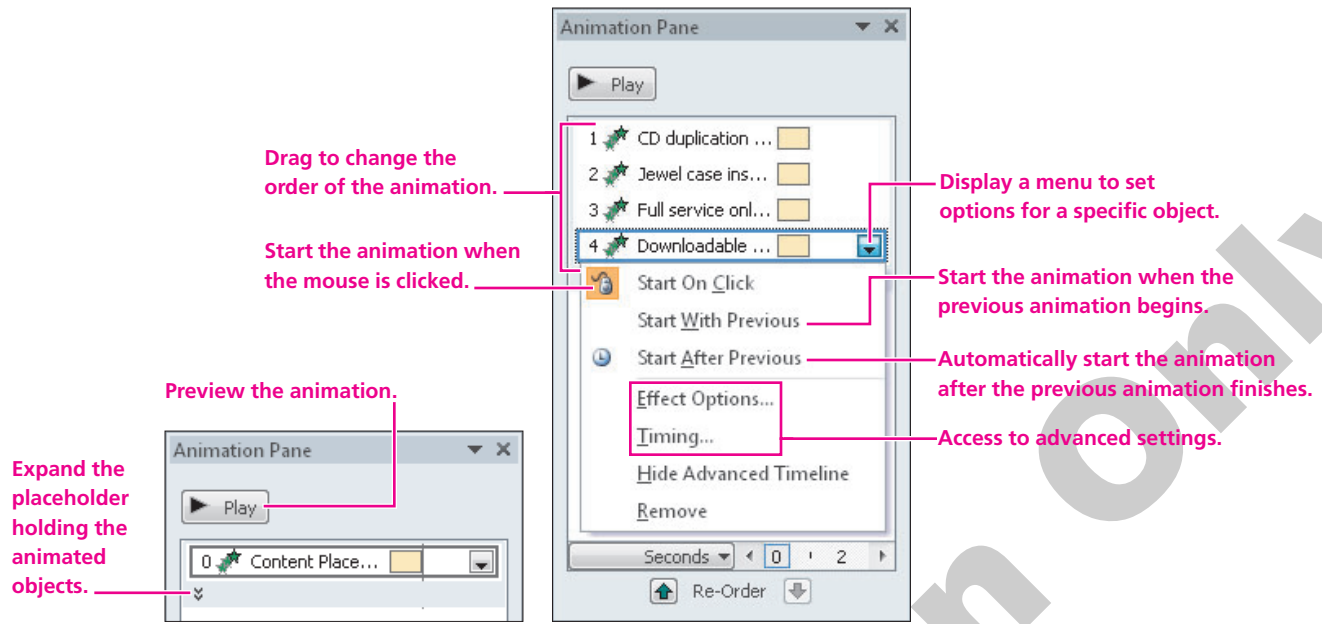 Animation Pane
Play
1 CD duplication ...
2 Jewel case ins...
3 Full service onl...
4 Downloadable ...
Start On Click
Start With Previous
Start After Previous
Effect Options...
Timing...
Hide Advanced Timeline
Remove
Seconds 0 2
Re-Order
Drag to change the
order of the animation.
Start the animation when
the mouse is clicked.
Display a menu to set
options for a specific object.
Start the animation when the
previous animation begins.
Automatically start the animation
after the previous animation finishes.
Access to advanced settings.
Preview the animation.
Expand the
placeholder
holding the
animated
objects.
Animation Pane
Play
0 Content Place...
n Only